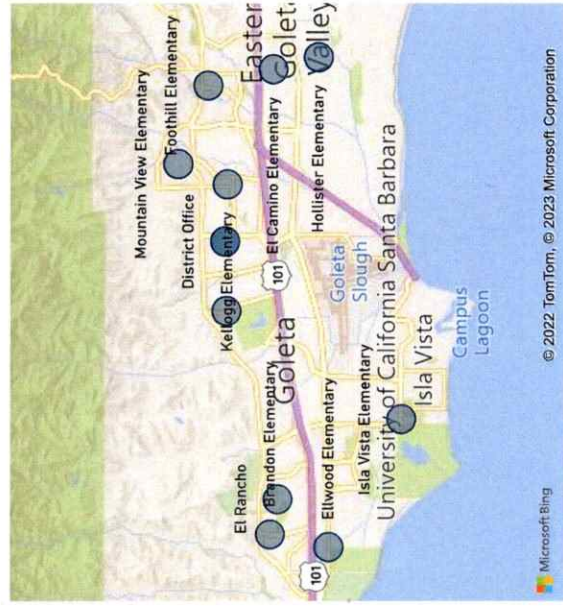 Mountain View Elementary
Foothill Elementary
District Office
Kellogg Elementary
El Camino Elementary
Hollister Elementary
Easter
Goleta
Valley
101
Goleta
Goleta
Slough
El Rancho
Brandon Elementary
Ellwood Elementary
101
Isla Vista Elementary
University of California Santa Barbara
Isla Vista
Campus
Lagoon
Microsoft Bing
© 2022 TomTom, © 2023 Microsoft Corporation